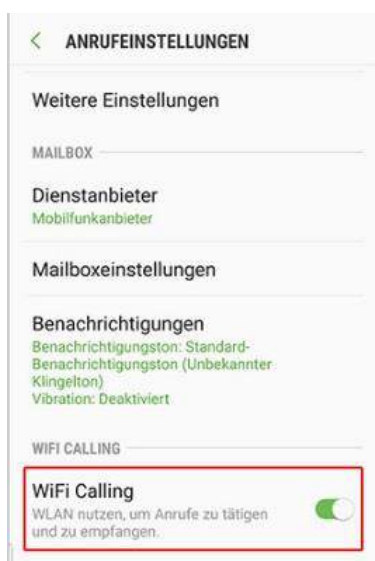 ANRUFEINSTELLUNGEN
Weitere Einstellungen
MAILBOX
Dienstanbieter
Mobilfunkanbieter
Mailboxeinstellungen
Benachrichtigungen
Benachrichtigungston: Standard-
Benachrichtigungston (Unbekannter
Klingelton)
Vibration: Deaktiviert
WIFI CALLING
WiFi Calling
WLAN nutzen, um Anrufe zu tätigen
und zu empfangen.